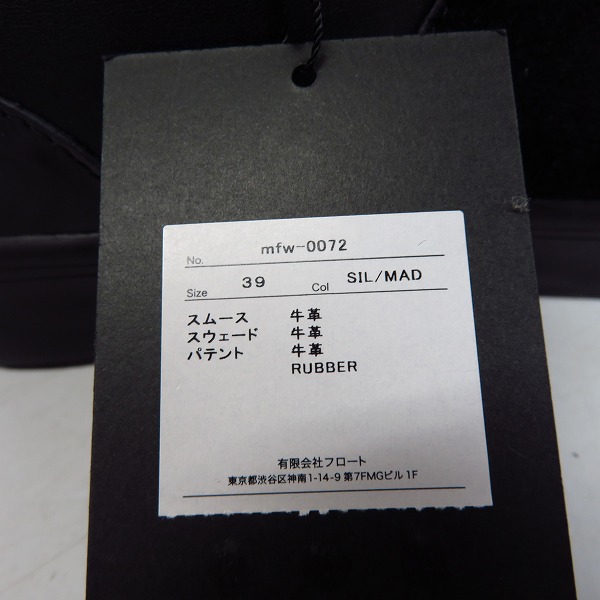 No. mfw-0072
Size 39 Col SIL/MAD
スムース 牛革
スウェード 牛革
パテント 牛革
RUBBER
有限会社フロート
東京都渋谷区神南1-14-9 第7FMGビル 1F